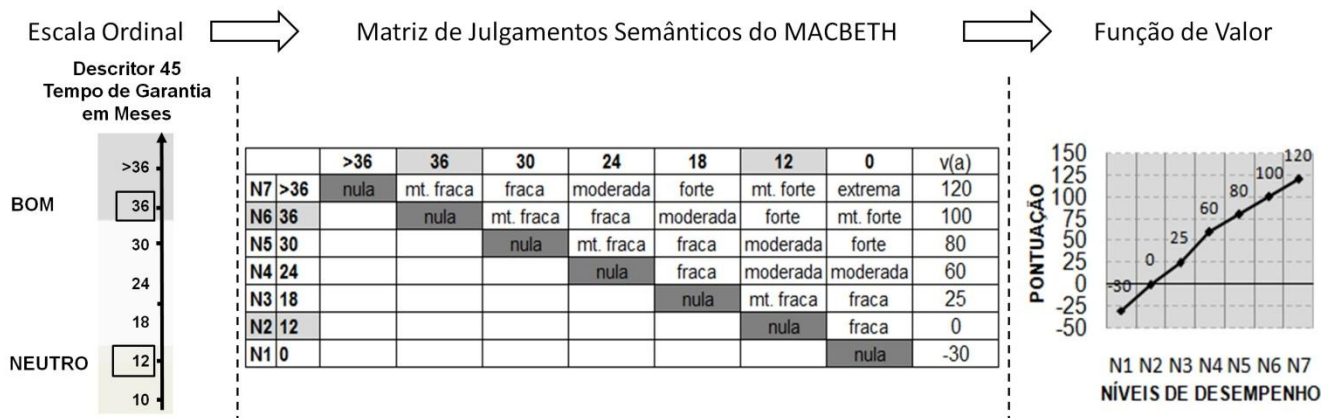 Escala Ordinal
Matriz de Julgamentos Semânticos do MACBETH
Função de Valor
Descritor 45
Tempo de Garantia
em Meses
>36
BOM 36
30
24
18
NEUTRO 12
10
>36 36 30 24 18 12 0 v(a)
N7 >36 nula mt. fraca fraca moderada forte mt. forte extrema 120
N6 36 nula mt. fraca fraca moderada forte mt. forte 100
N5 30 nula mt. fraca fraca moderada forte 80
N4 24 nula fraca moderada moderada 60
N3 18 nula mt. fraca fraca 25
N2 12 nula fraca 0
N1 0 nula -30
PONTUAÇÃO
150
125
100
75
50
25
0
-25
-50
-30
0
25
60
80
100
120
N1 N2 N3 N4 N5 N6 N7
NÍVEIS DE DESEMPENHO